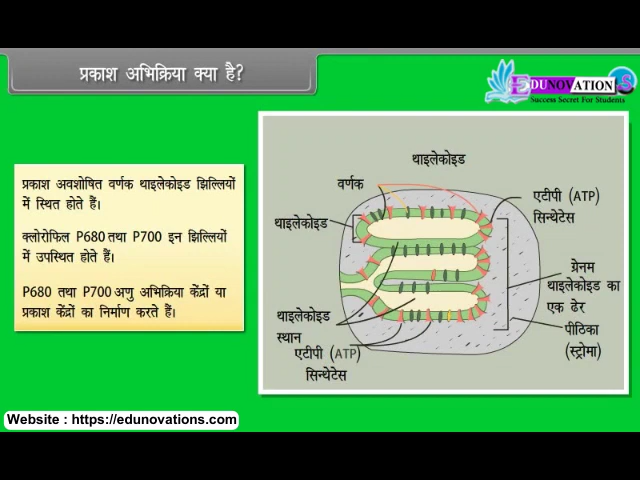 प्रकाश अभिक्रिया क्या है?
EDUNOVATIONS
Success Secret For Students
प्रकाश अवशोषित वर्णक थाइलेकोइड झिल्लियों
में स्थित होते हैं।
क्लोरोफिल P680 तथा P700 इन झिल्लियों
में उपस्थित होते हैं।
P680 तथा P700 अणु अभिक्रिया केंद्रों या
प्रकाश केंद्रों का निर्माण करते हैं।
थाइलेकोइड
वर्णक
एटीपी (ATP)
सिन्थेटेस
थाइलेकोइड
ग्रेनम
थाइलेकोइड का
एक ढेर
थाइलेकोइड
स्थान
पीठिका
(स्ट्रोमा)
एटीपी (ATP)
सिन्थेटेस
Website : https://edunovations.com